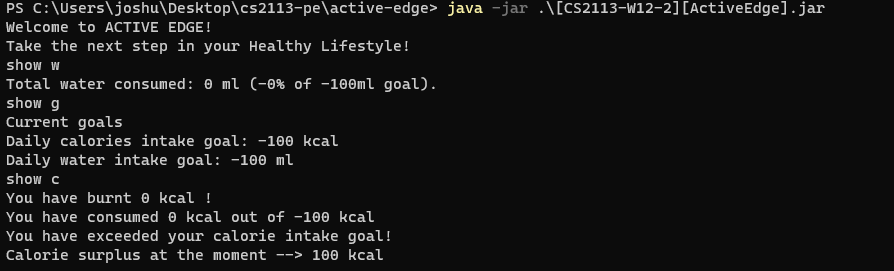 PS C:\Users\joshu\Desktop\cs2113-pe\active-edge> java -jar .\[CS2113-W12-2][ActiveEdge].jar
Welcome to ACTIVE EDGE!
Take the next step in your Healthy Lifestyle!
show w
Total water consumed: 0 ml (-0% of -100ml goal).
show g
Current goals
Daily calories intake goal: -100 kcal
Daily water intake goal: -100 ml
show c
You have burnt 0 kcal !
You have consumed 0 kcal out of -100 kcal
You have exceeded your calorie intake goal!
Calorie surplus at the moment --> 100 kcal